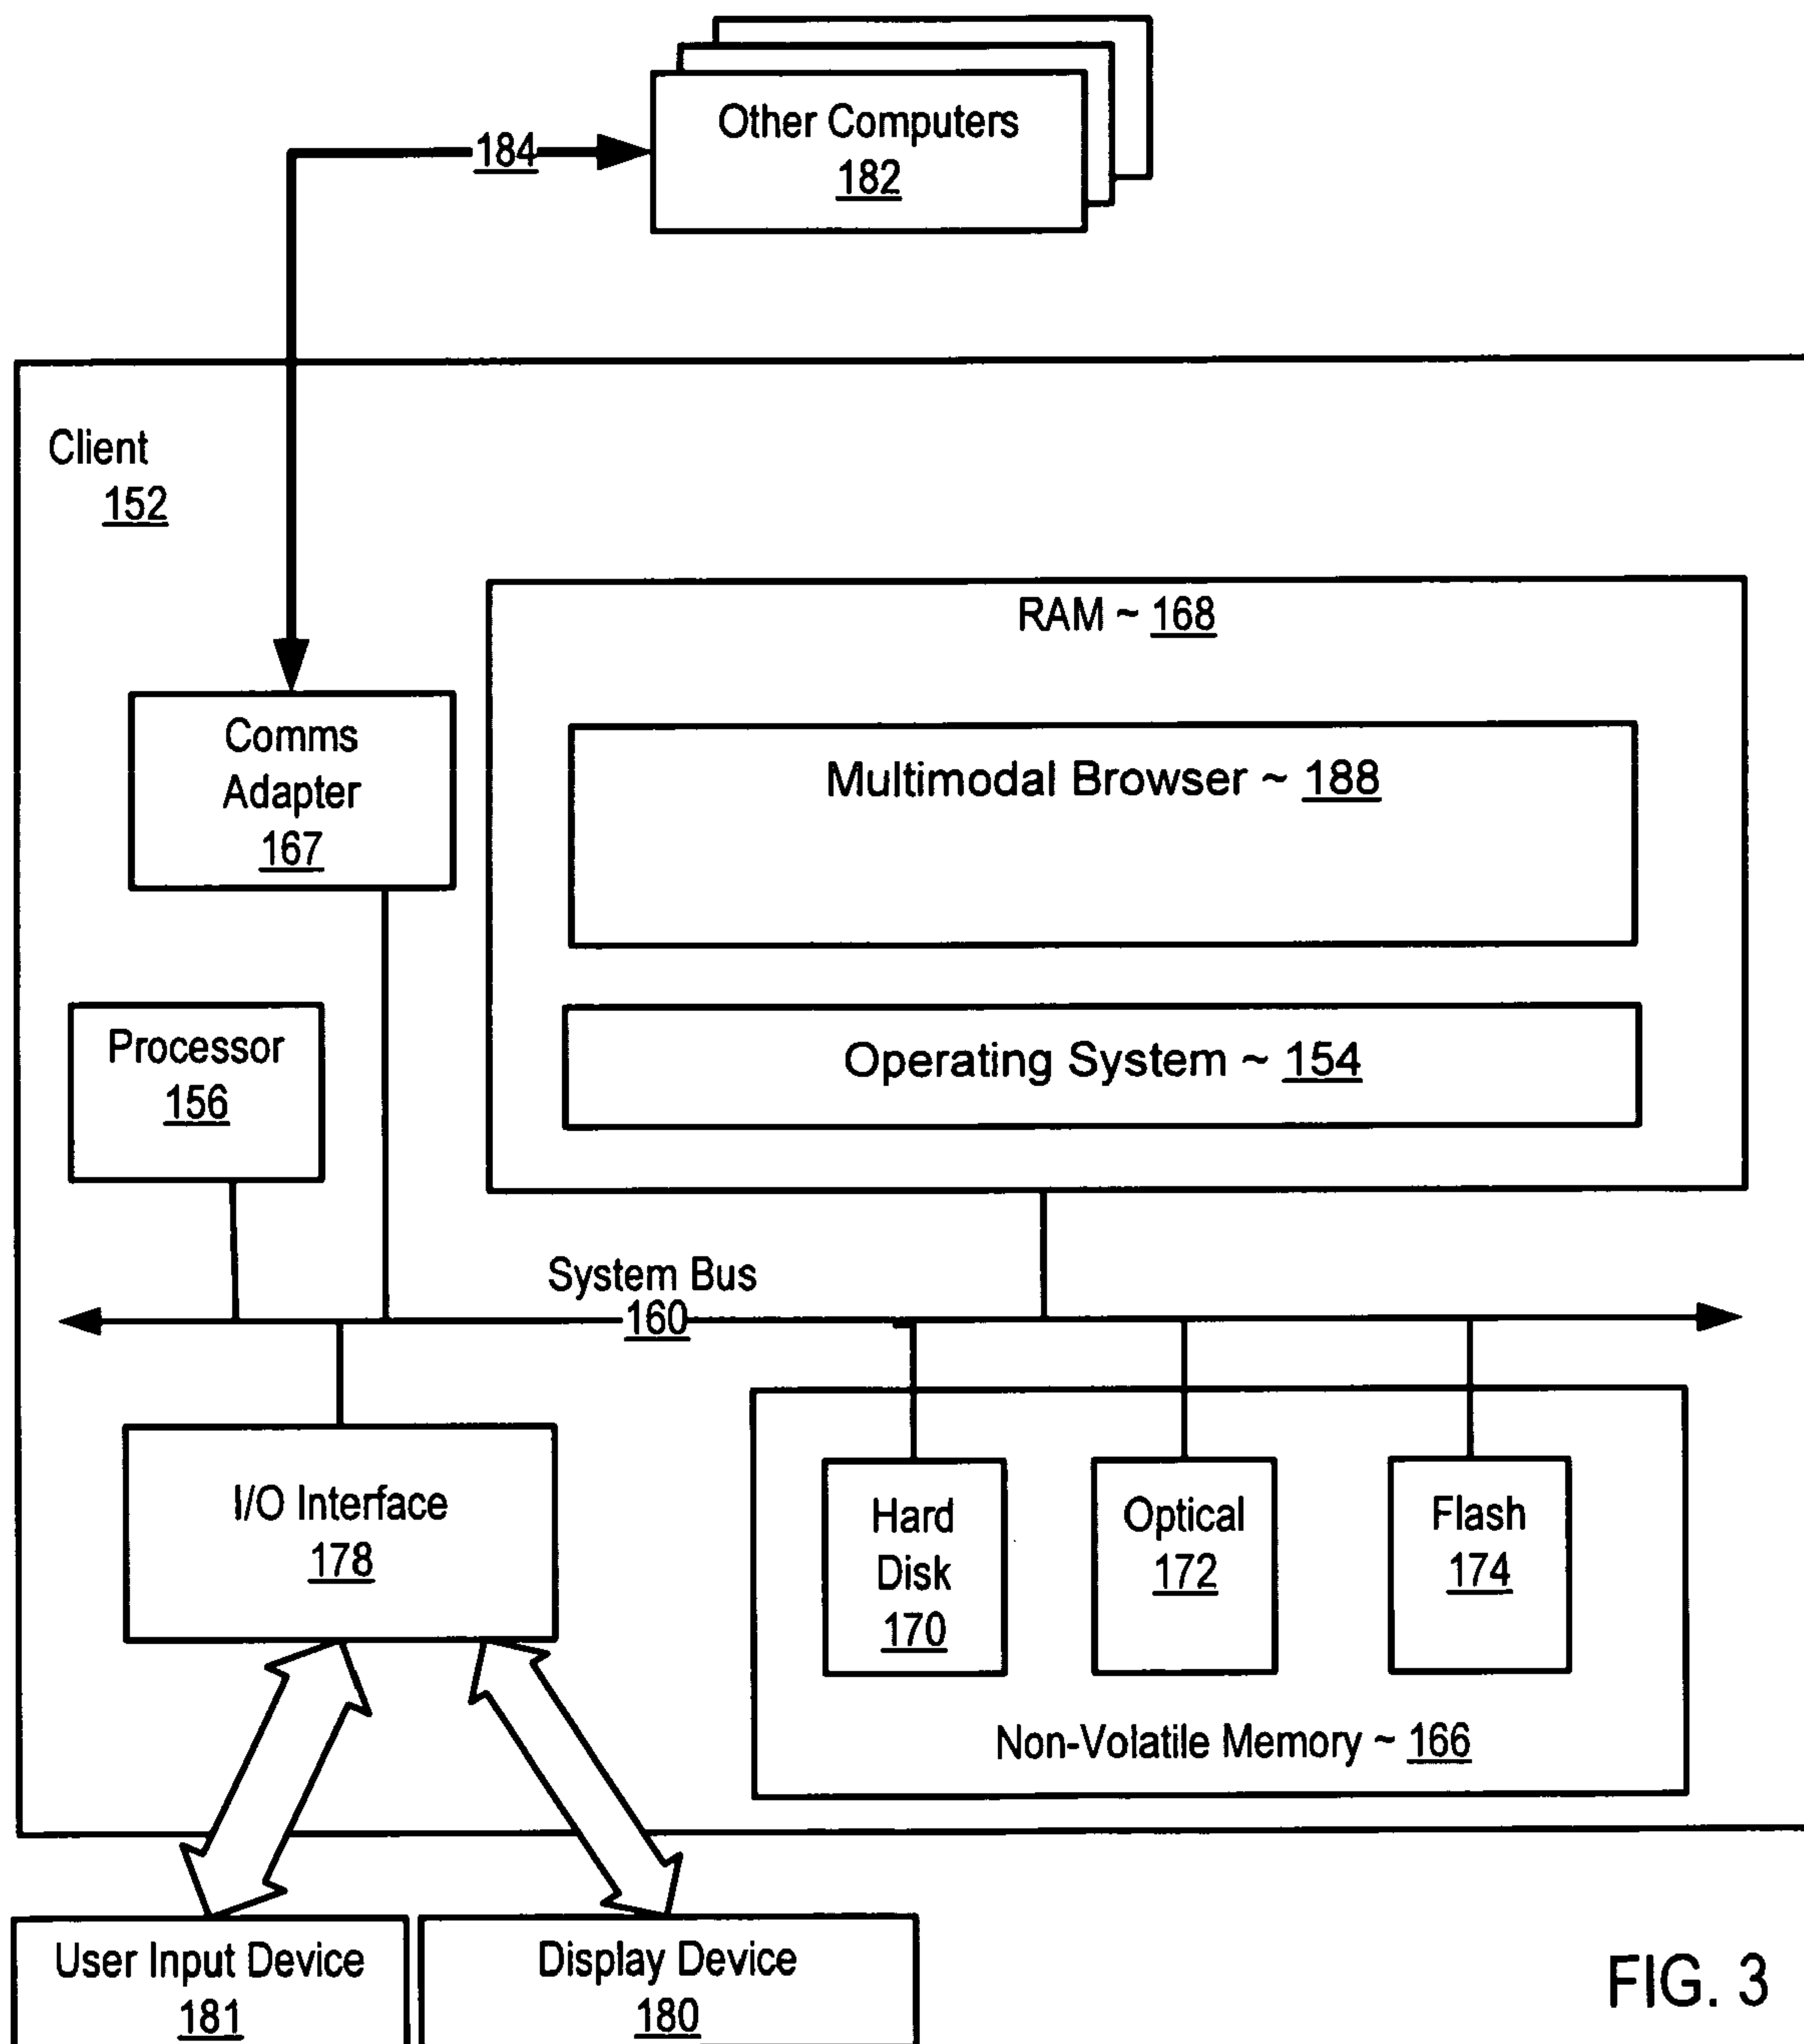 Other Computers
182
184
Client
152
RAM ~ 168
Comms
Adapter
167
Multimodal Browser ~ 188
Processor
156
Operating System ~ 154
System Bus
160
I/O Interface
178
Hard
Disk
170
Optical
172
Flash
174
Non-Volatile Memory ~ 166
User Input Device
181
Display Device
180
FIG. 3